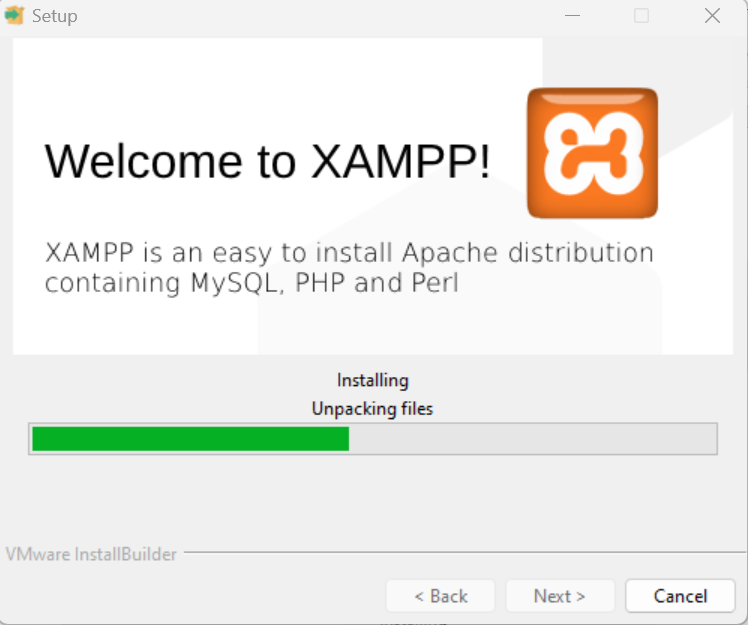 Setup
Welcome to XAMPP!
XAMPP is an easy to install Apache distribution
containing MySQL, PHP and Perl
Installing
Unpacking files
VMware InstallBuilder
< Back
Next >
Cancel